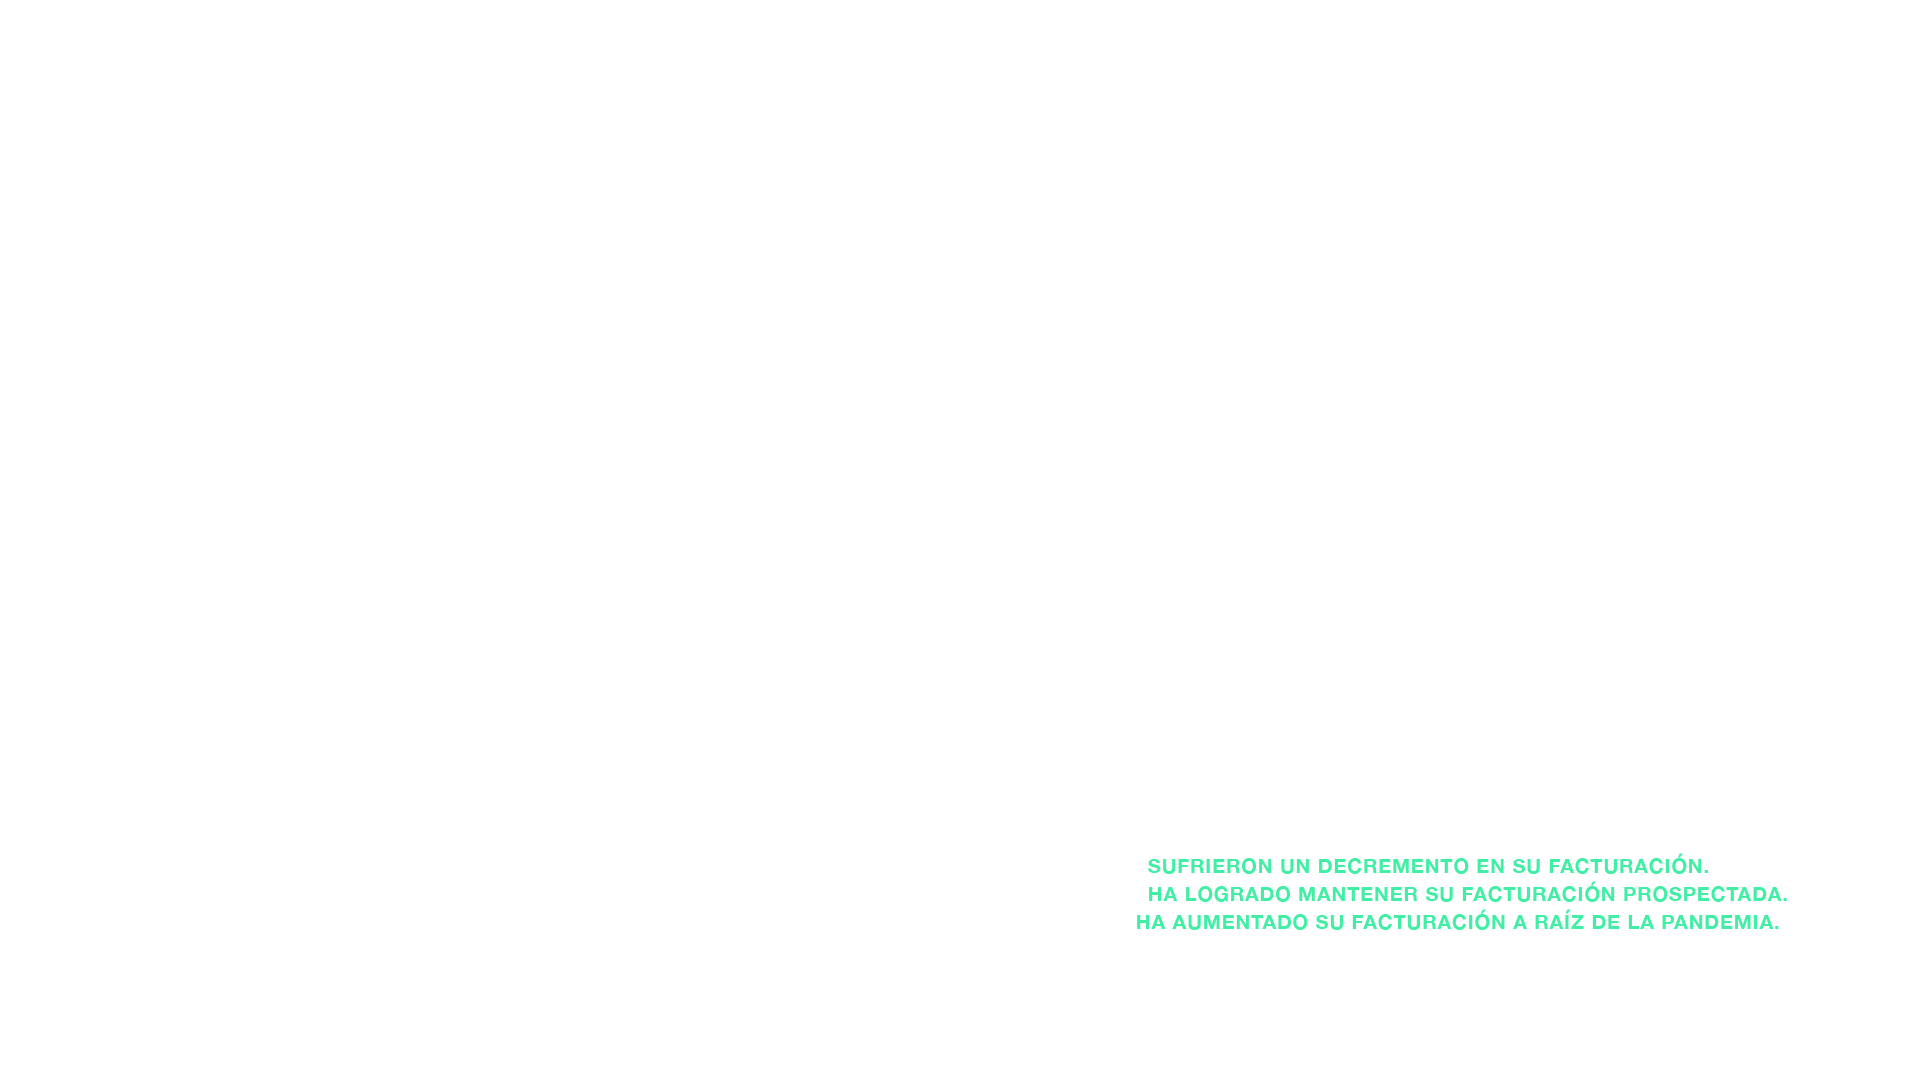 SUFRIERON UN DECREMENTO EN SU FACTURACIÓN.
HA LOGRADO MANTENER SU FACTURACIÓN PROSPECTADA.
HA AUMENTADO SU FACTURACIÓN A RAÍZ DE LA PANDEMIA.